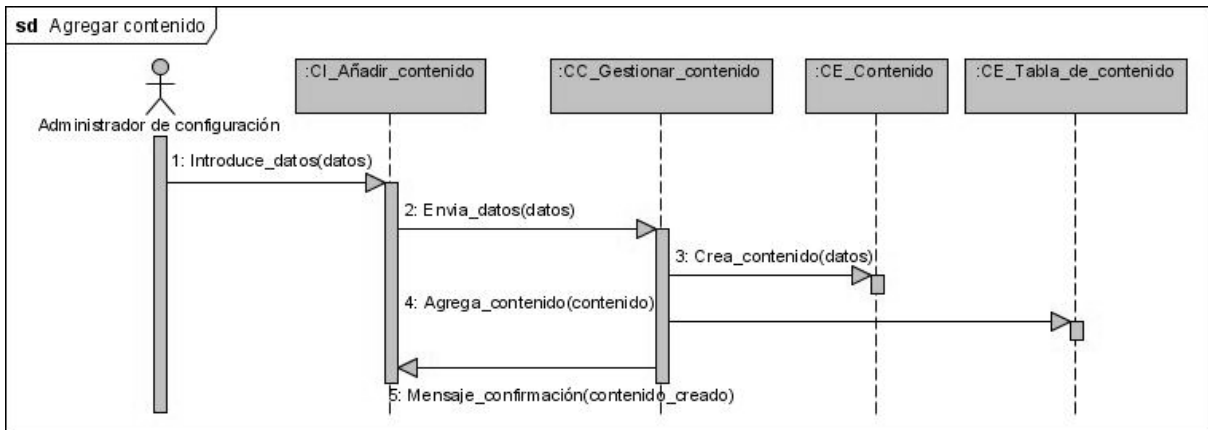 sd Agregar contenido
:CI_Añadir_contenido
:CC_Gestionar_contenido
:CE_Contenido
:CE_Tabla_de_contenido
Administrador de configuración
1: Introduce_datos(datos)
2: Envia_datos(datos)
3: Crea_contenido(datos)
4: Agrega_contenido(contenido)
5: Mensaje_confirmación(contenido_creado)